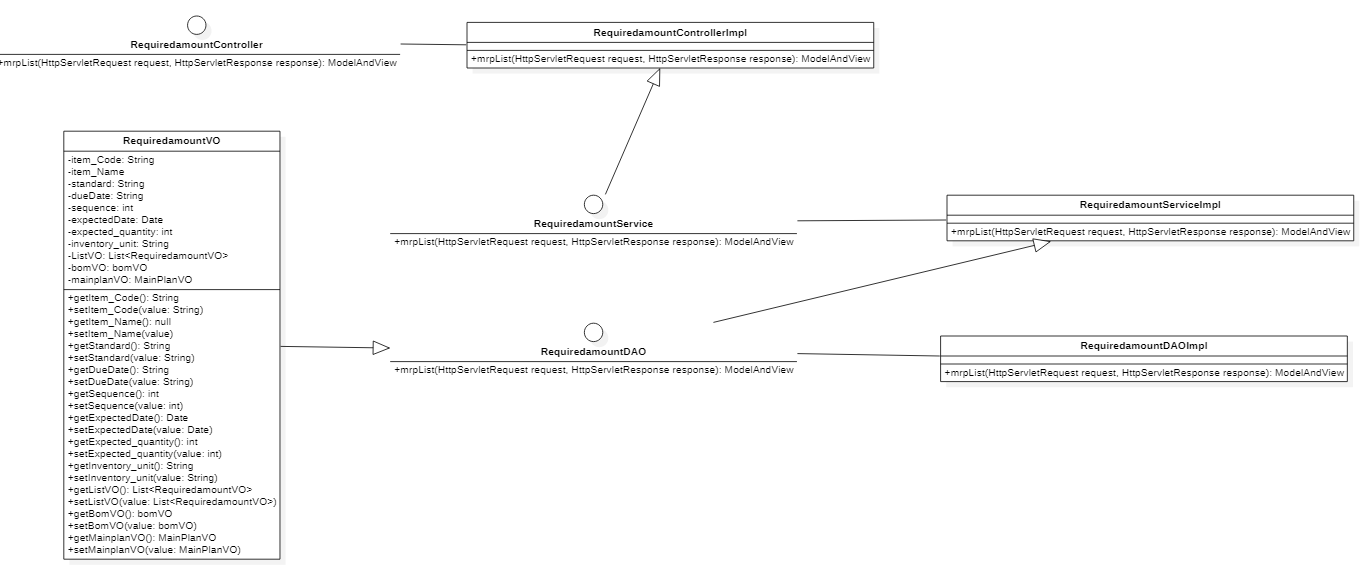 RequiredamountController
+mrpList(HttpServletRequest request, HttpServletResponse response): ModelAndView
RequiredamountControllerImpl
+mrpList(HttpServletRequest request, HttpServletResponse response): ModelAndView
RequiredamountVO
-item_Code: String
-item_Name
-standard: String
-dueDate: String
-sequence: int
-expectedDate: Date
-expected_quantity: int
-inventory_unit: String
-ListVO: List<RequiredamountVO>
-bomVO: bomVO
-mainplanVO: MainPlanVO
+getItem_Code(): String
+setItem_Code(value: String)
+getItem_Name(): null
+setItem_Name(value)
+getStandard(): String
+setStandard(value: String)
+getDueDate(): String
+setDueDate(value: String)
+getSequence(): int
+setSequence(value: int)
+getExpectedDate(): Date
+setExpectedDate(value: Date)
+getExpected_quantity(): int
+setExpected_quantity(value: int)
+getInventory_unit(): String
+setInventory_unit(value: String)
+getListVO(): List<RequiredamountVO>
+setListVO(value: List<RequiredamountVO>)
+getBomVO(): bomVO
+setBomVO(value: bomVO)
+getMainplanVO(): MainPlanVO
+setMainplanVO(value: MainPlanVO)
RequiredamountService
+mrpList(HttpServletRequest request, HttpServletResponse response): ModelAndView
RequiredamountServiceImpl
+mrpList(HttpServletRequest request, HttpServletResponse response): ModelAndView
RequiredamountDAO
+mrpList(HttpServletRequest request, HttpServletResponse response): ModelAndView
RequiredamountDAOImpl
+mrpList(HttpServletRequest request, HttpServletResponse response): ModelAndView